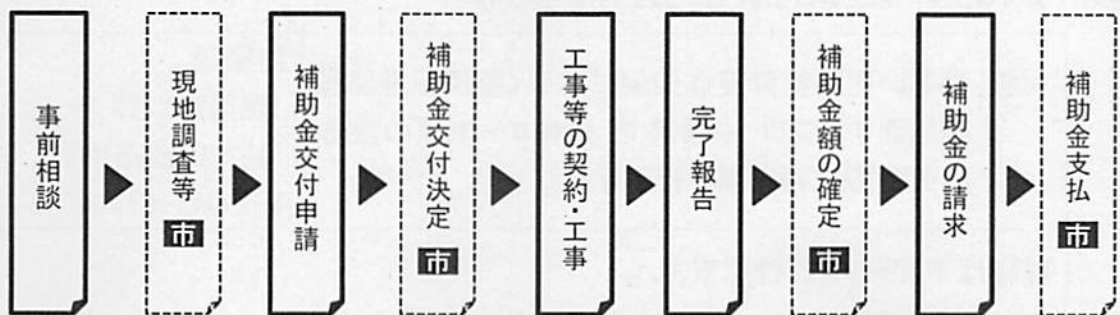 事前相談
現地調査等 市
補助金交付申請
補助金交付決定 市
工事等の契約・工事
完了報告
補助金額の確定 市
補助金の請求
補助金支払 市